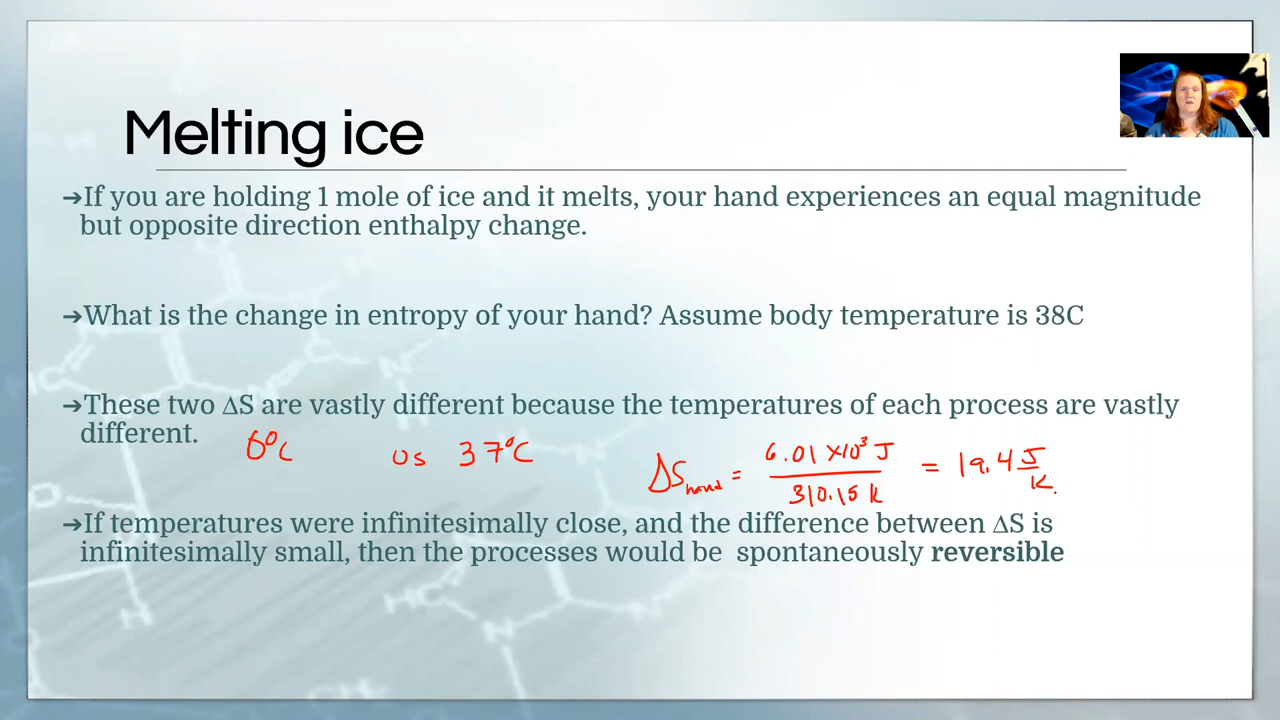 Melting ice
➔If you are holding 1 mole of ice and it melts, your hand experiences an equal magnitude
but opposite direction enthalpy change.
➔What is the change in entropy of your hand? Assume body temperature is 38C
➔These two ΔS are vastly different because the temperatures of each process are vastly
different.
0°C vs 37°C
ΔS hand = 6.01 x10³ J / 310.15 K = 19.4 J/K.
➔If temperatures were infinitesimally close, and the difference between ΔS is
infinitesimally small, then the processes would be spontaneously reversible